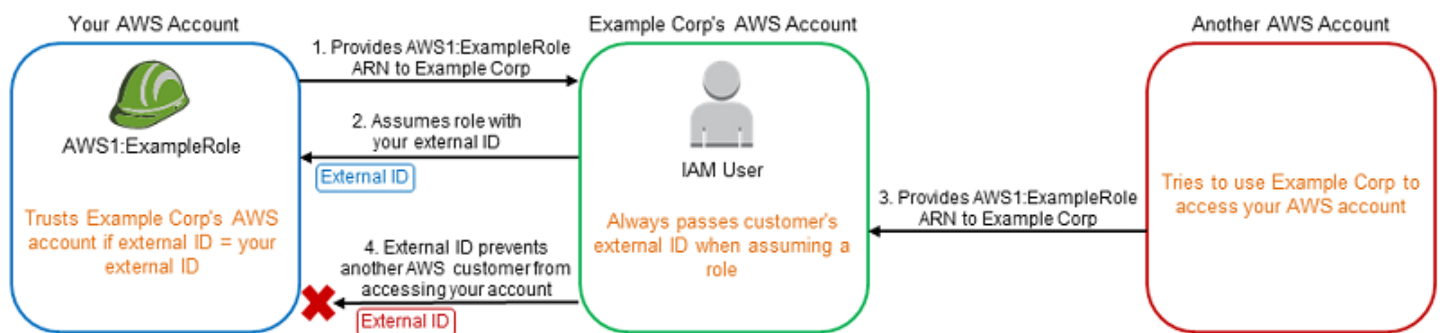 Your AWS Account
Example Corp's AWS Account
Another AWS Account
AWS1:ExampleRole
Trusts Example Corp's AWS
account if external ID = your
external ID
1. Provides AWS1:ExampleRole
ARN to Example Corp
2. Assumes role with
your external ID
External ID
4. External ID prevents
another AWS customer from
accessing your account
External ID
IAM User
Always passes customer's
external ID when assuming a
role
3. Provides AWS1:ExampleRole
ARN to Example Corp
Tries to use Example Corp to
access your AWS account